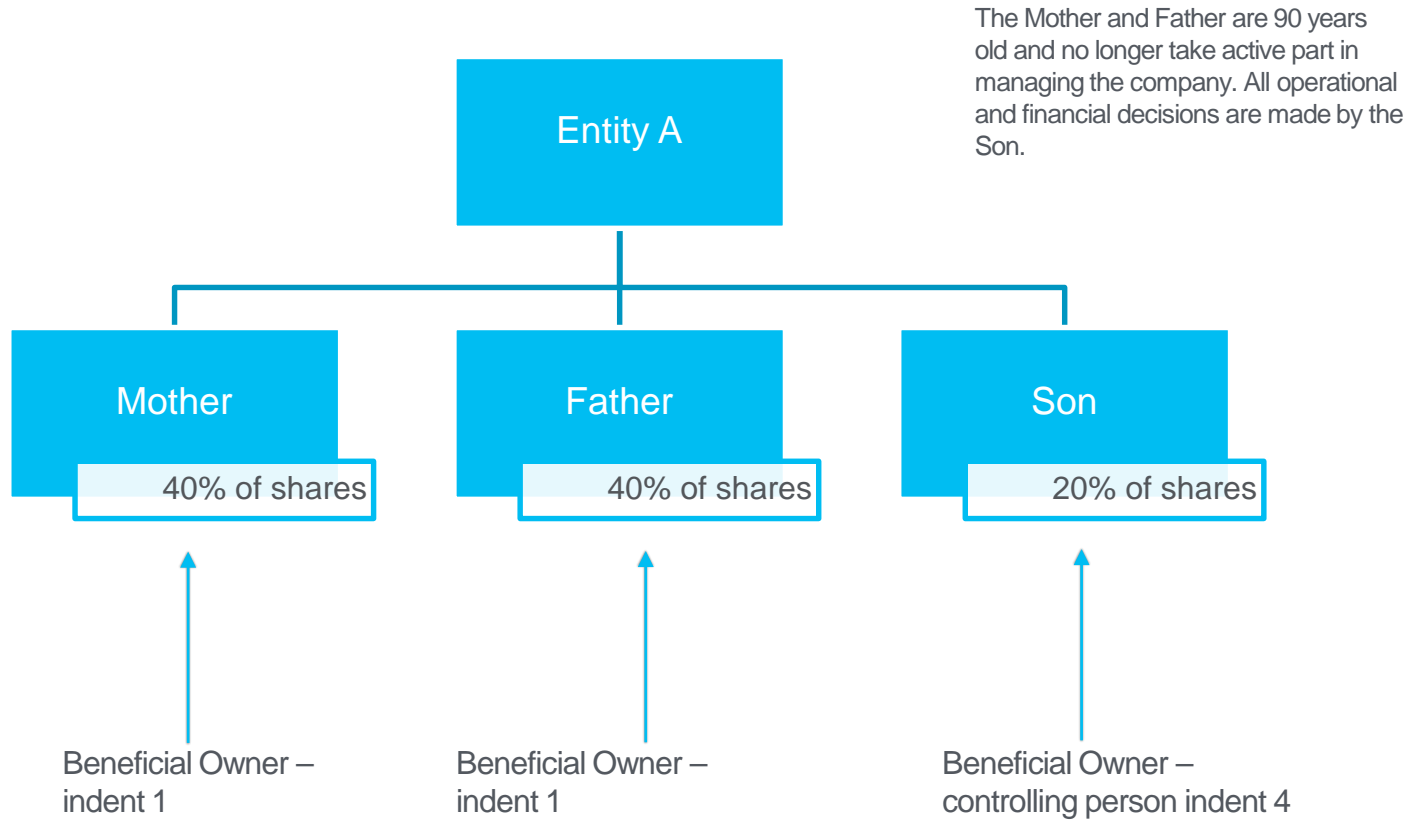 The Mother and Father are 90 years
old and no longer take active part in
managing the company. All operational
and financial decisions are made by the
Son.
Entity A
Mother
Father
Son
40% of shares
40% of shares
20% of shares
Beneficial Owner –
indent 1
Beneficial Owner –
indent 1
Beneficial Owner –
controlling person indent 4